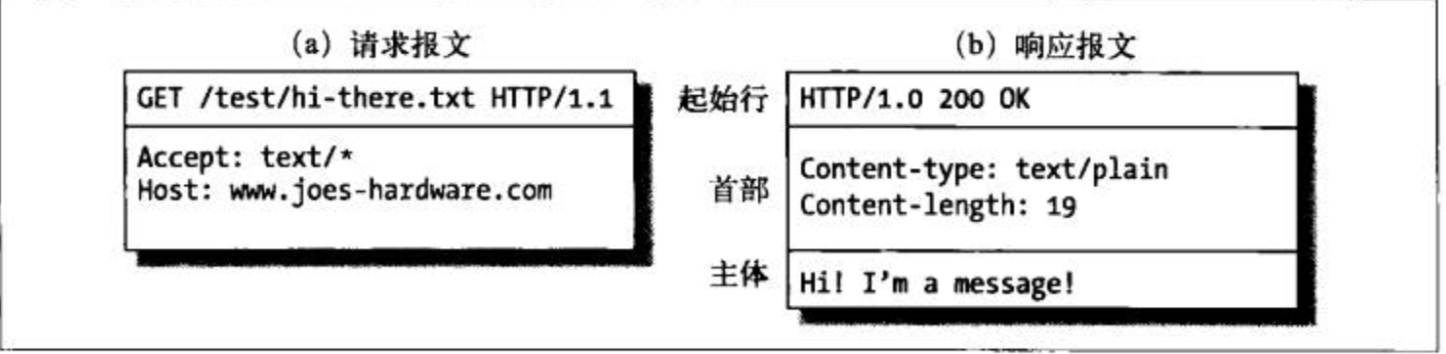 (a) 请求报文
GET /test/hi-there.txt HTTP/1.1
Accept: text/*
Host: www.joes-hardware.com
起始行
首部
主体
(b) 响应报文
HTTP/1.0 200 OK
Content-type: text/plain
Content-length: 19
Hi! I'm a message!